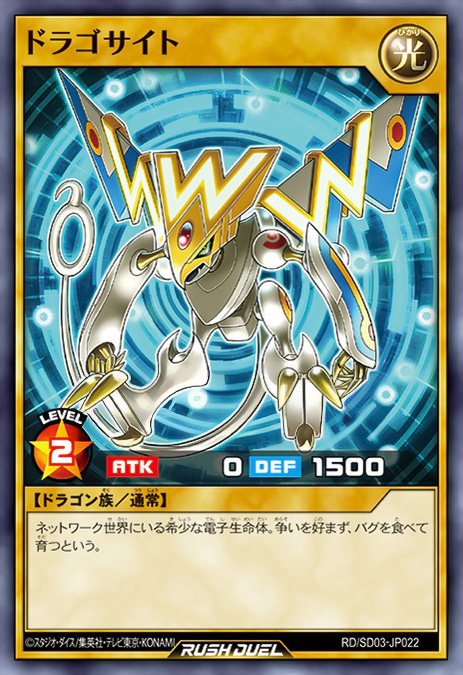 ドラゴサイト
ひかり
光
W W W
LEVEL
2
ATK 0 DEF 1500
【ドラゴン族/通常】
ネットワーク世界にいる希少な電子生命体。争いを好まず、バグを食べて
育つという。
©スタジオ・ダイス/集英社・テレビ東京・KONAMI
RUSH DUEL
RD/SD03-JP022